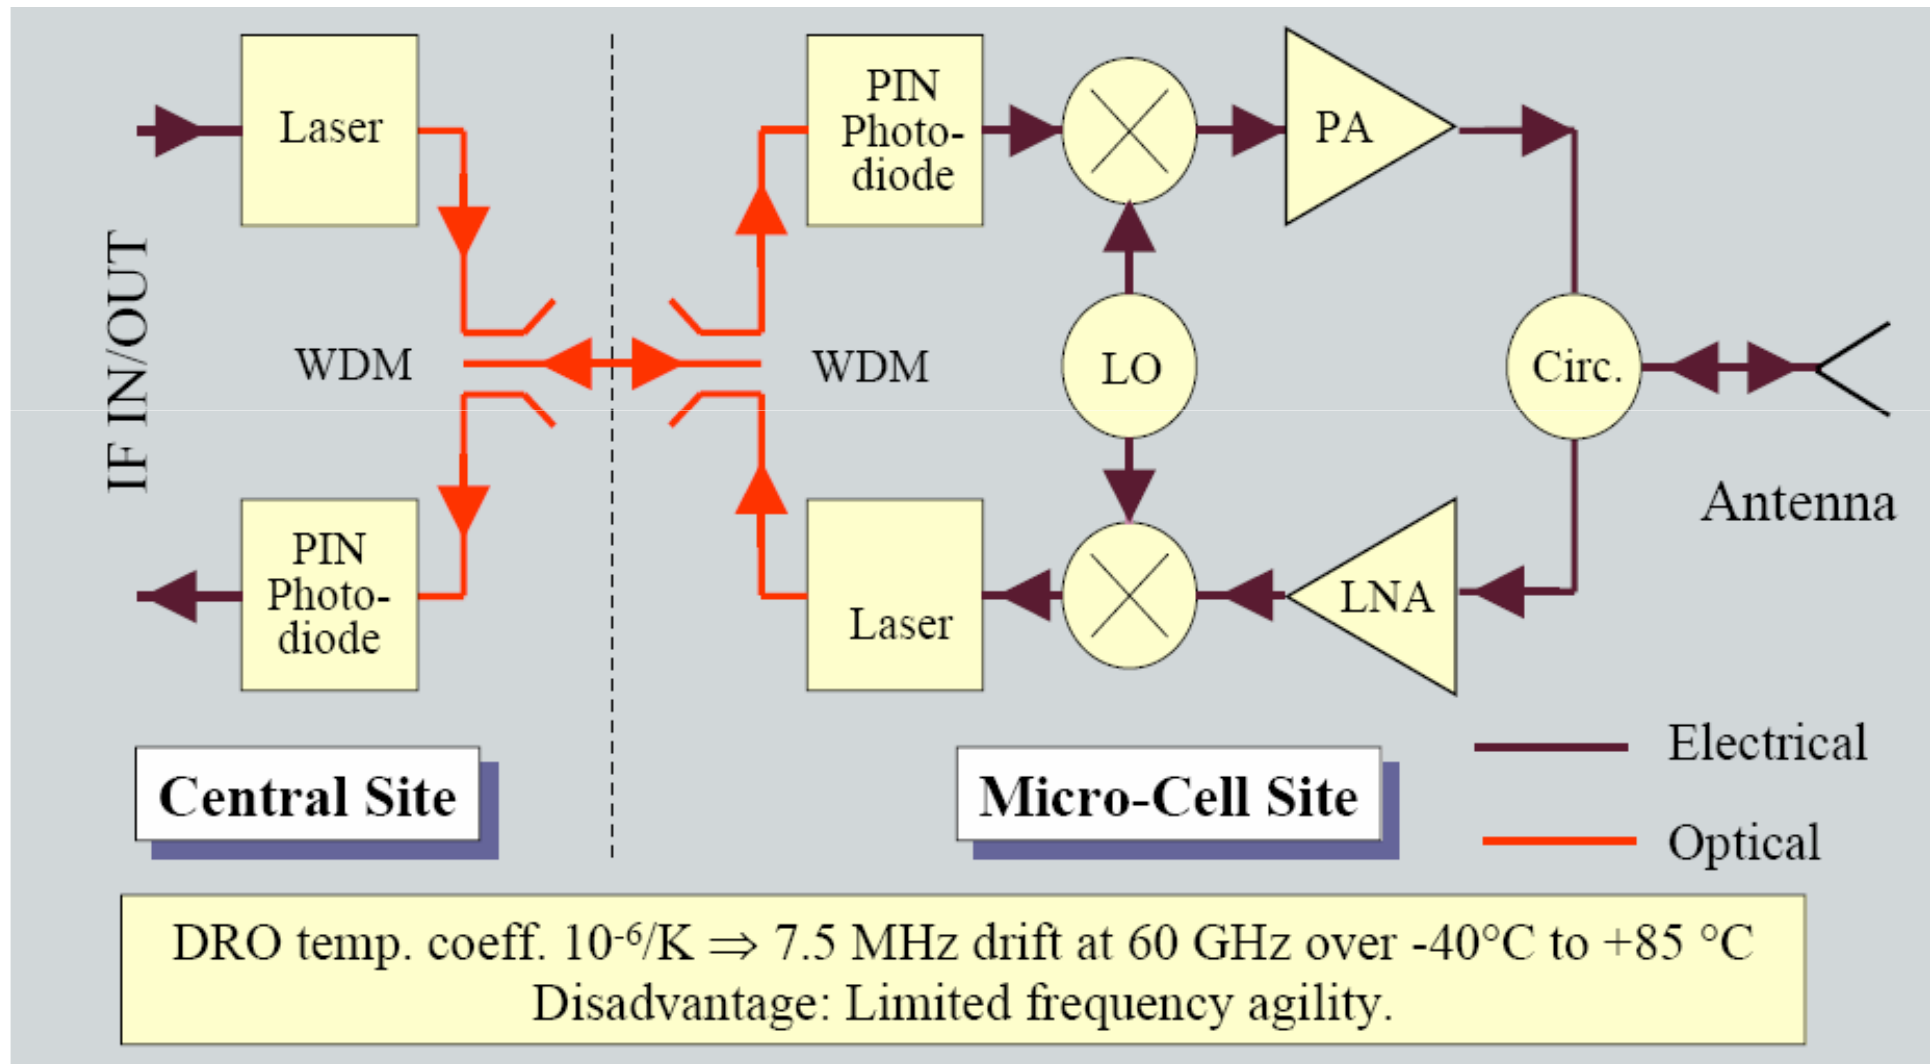 Laser
PIN
Photo-
diode
PA
IF IN/OUT
WDM
WDM
LO
Circ.
Antenna
PIN
Photo-
diode
Laser
LNA
Central Site
Micro-Cell Site
Electrical
Optical
DRO temp. coeff. 10⁻⁶/K ⇒ 7.5 MHz drift at 60 GHz over -40°C to +85 °C
Disadvantage: Limited frequency agility.